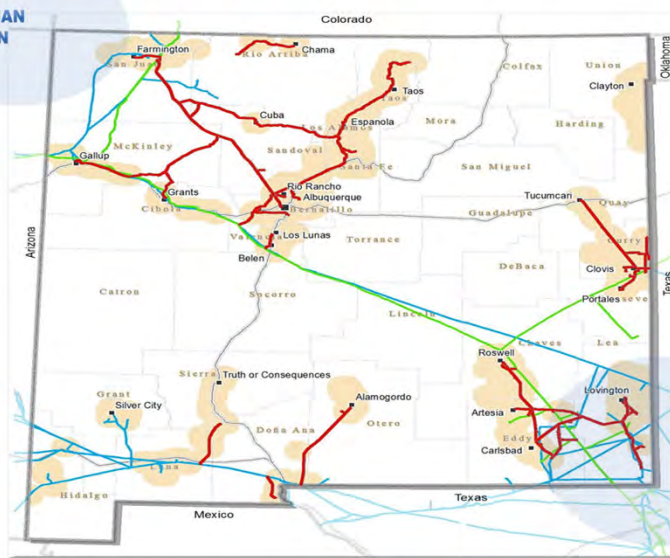 AN
N
Colorado
Farmington
San Jua
Rio Arriba
Chama
Oklahoma
Colfax
Union
Clayton
Taos
Taos
Harding
Cuba
Los Alamos
Espanola
Mora
McKinley
Sandoval
Gallup
Santa Fe
San Miguel
Rio Rancho
Grants
Albuquerque
Tucumcari
Cibola
Bernalillo
Guadalupe
Quay
Arizona
Valencia
Los Lunas
Torrance
Curry
Belen
DeBaca
Clovis
Texas
Catron
Socorro
Portales
seve
Lincoln
Chaves
Lea
Roswell
Sierra
Truth or Consequences
Grant
Silver City
Alamogordo
Lovington
Artesia
Doña Ana
Otero
Eddy
Carlsbad
Luna
Hidalgo
Texas
Mexico